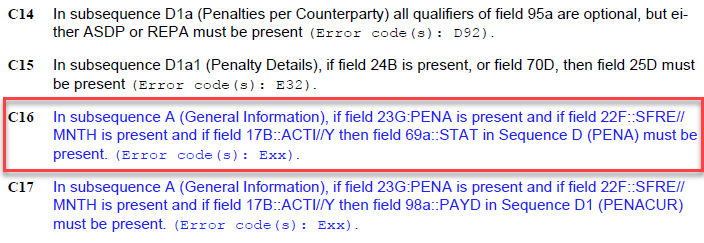 C14 In subsequence D1a (Penalties per Counterparty) all qualifiers of field 95a are optional, but ei-
ther ASDP or REPA must be present (Error code(s): D92).
C15 In subsequence D1a1 (Penalty Details), if field 24B is present, or field 70D, then field 25D must
be present (Error code(s): E32).
C16 In subsequence A (General Information), if field 23G:PENA is present and if field 22F::SFRE//
MNTH is present and if field 17B::ACTI//Y then field 69a::STAT in Sequence D (PENA) must be
present. (Error code(s): Exx).
C17 In subsequence A (General Information), if field 23G:PENA is present and if field 22F::SFRE//
MNTH is present and if field 17B::ACTI//Y then field 98a::PAYD in Sequence D1 (PENACUR)
must be present. (Error code(s): Exx).